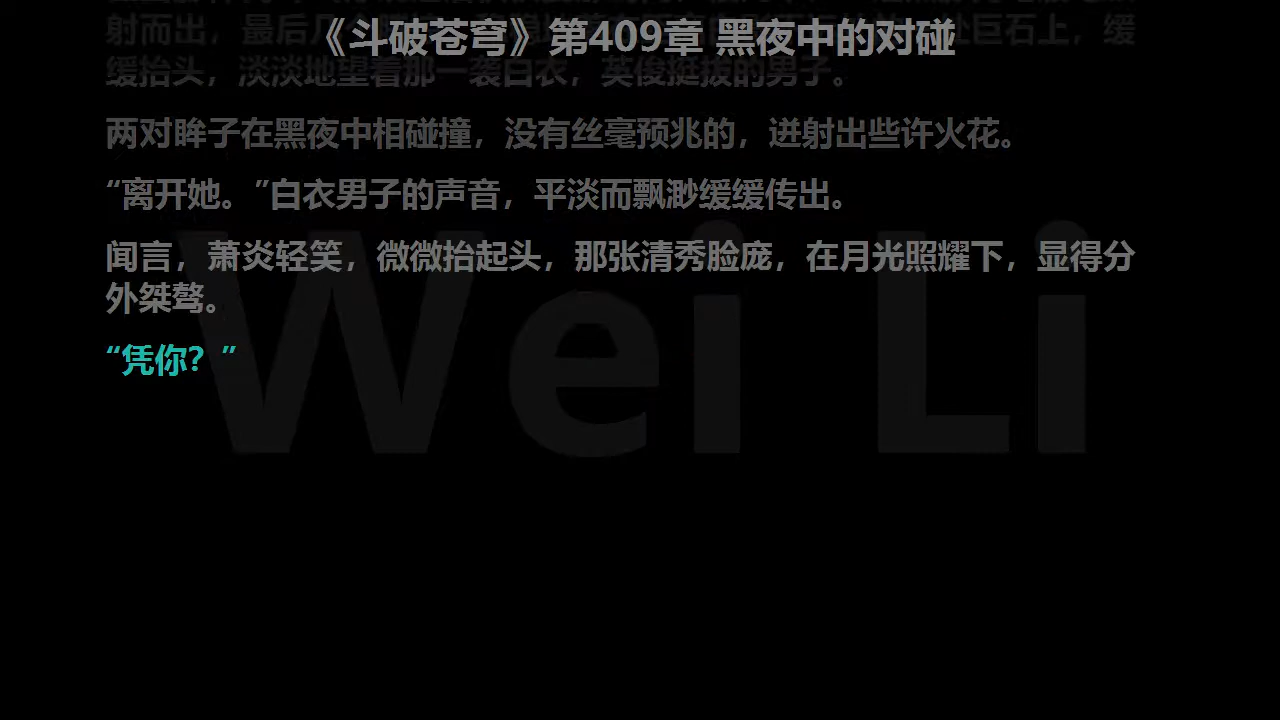 《斗破苍穹》第409章 黑夜中的对碰
射而出，最后几
巨石上，缓
缓抬头，淡淡地望着那一袭白衣，英俊挺拔的男子。
两对眸子在黑夜中相碰撞，没有丝毫预兆的，迸射出些许火花。
“离开她。”白衣男子的声音，平淡而飘渺缓缓传出。
闻言，萧炎轻笑，微微抬起头，那张清秀脸庞，在月光照耀下，显得分
外桀骜。
“凭你？”
Wei Li